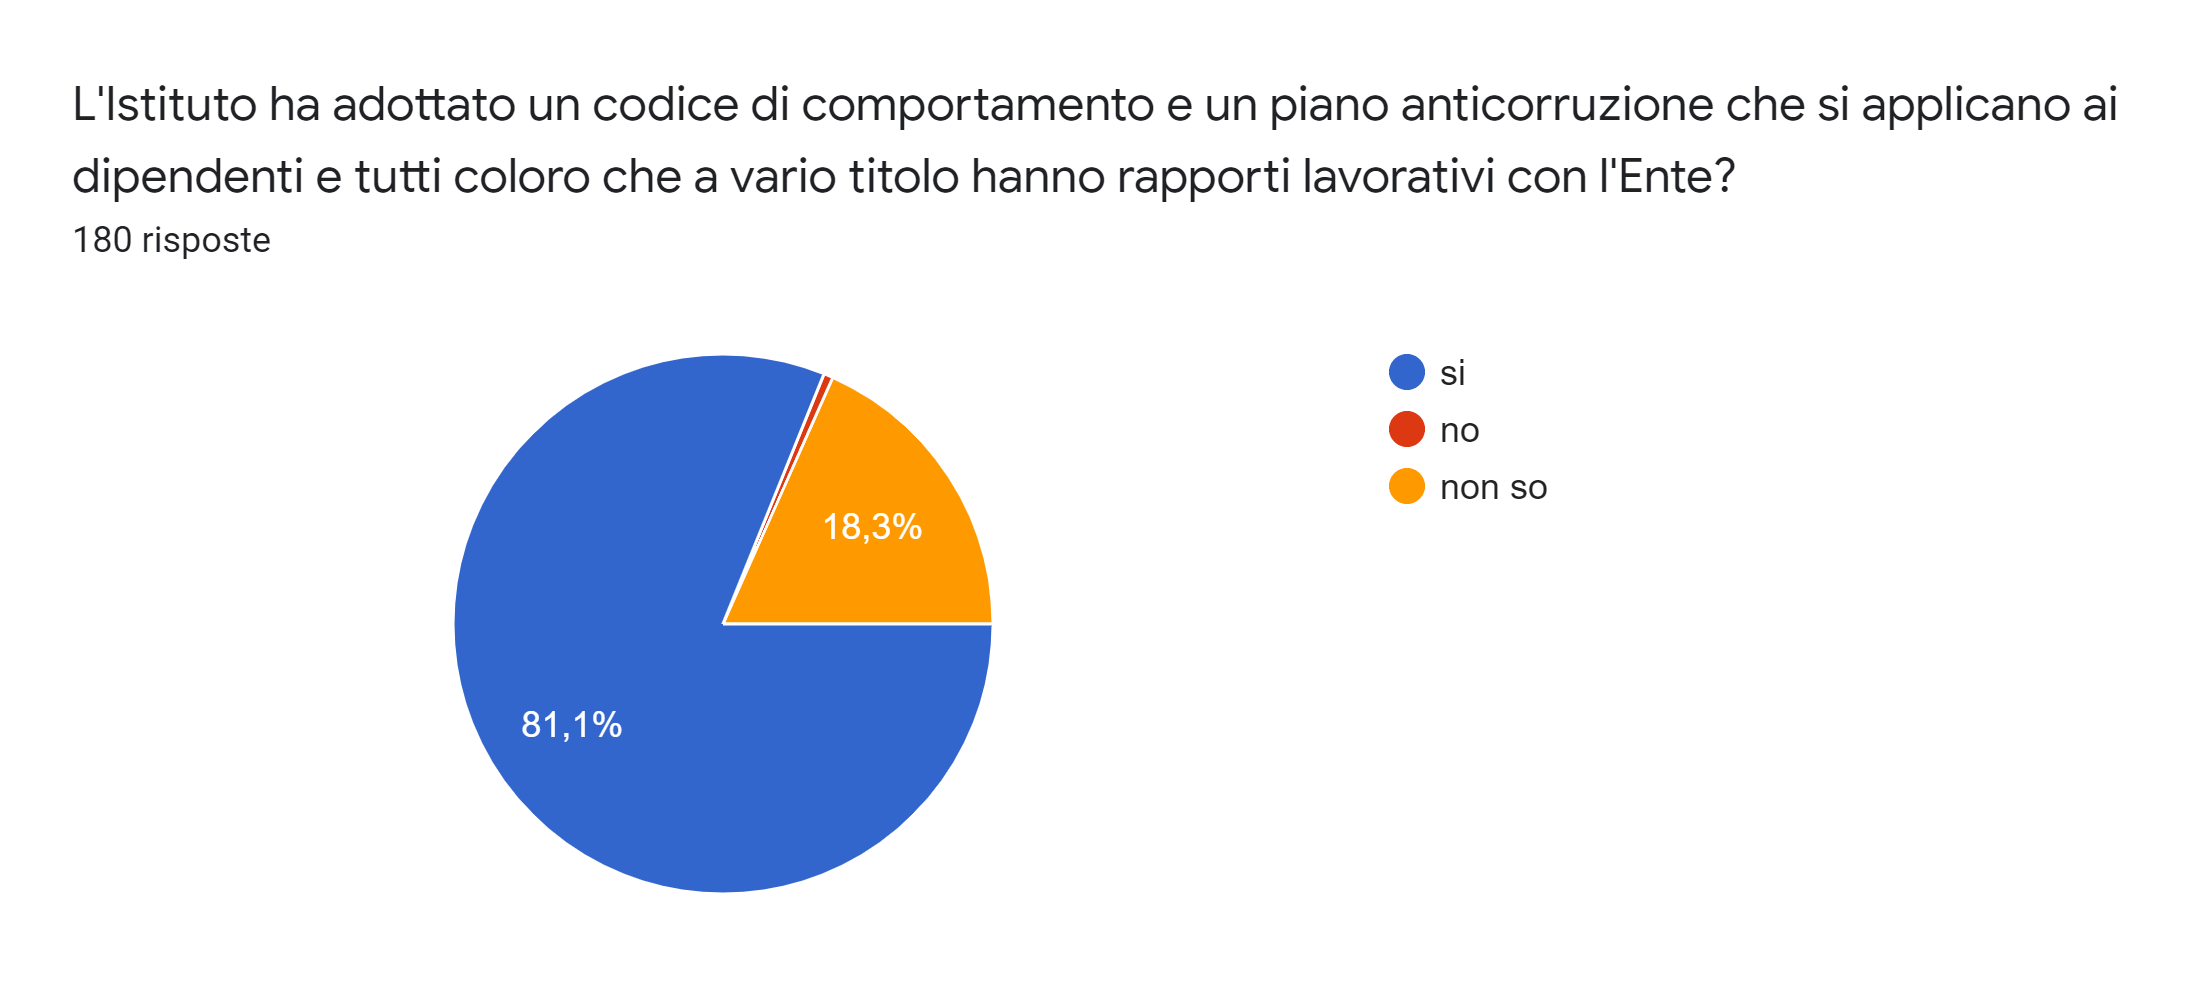 L'Istituto ha adottato un codice di comportamento e un piano anticorruzione che si applicano ai
dipendenti e tutti coloro che a vario titolo hanno rapporti lavorativi con l'Ente?
180 risposte
si
no
non so
18,3%
81,1%